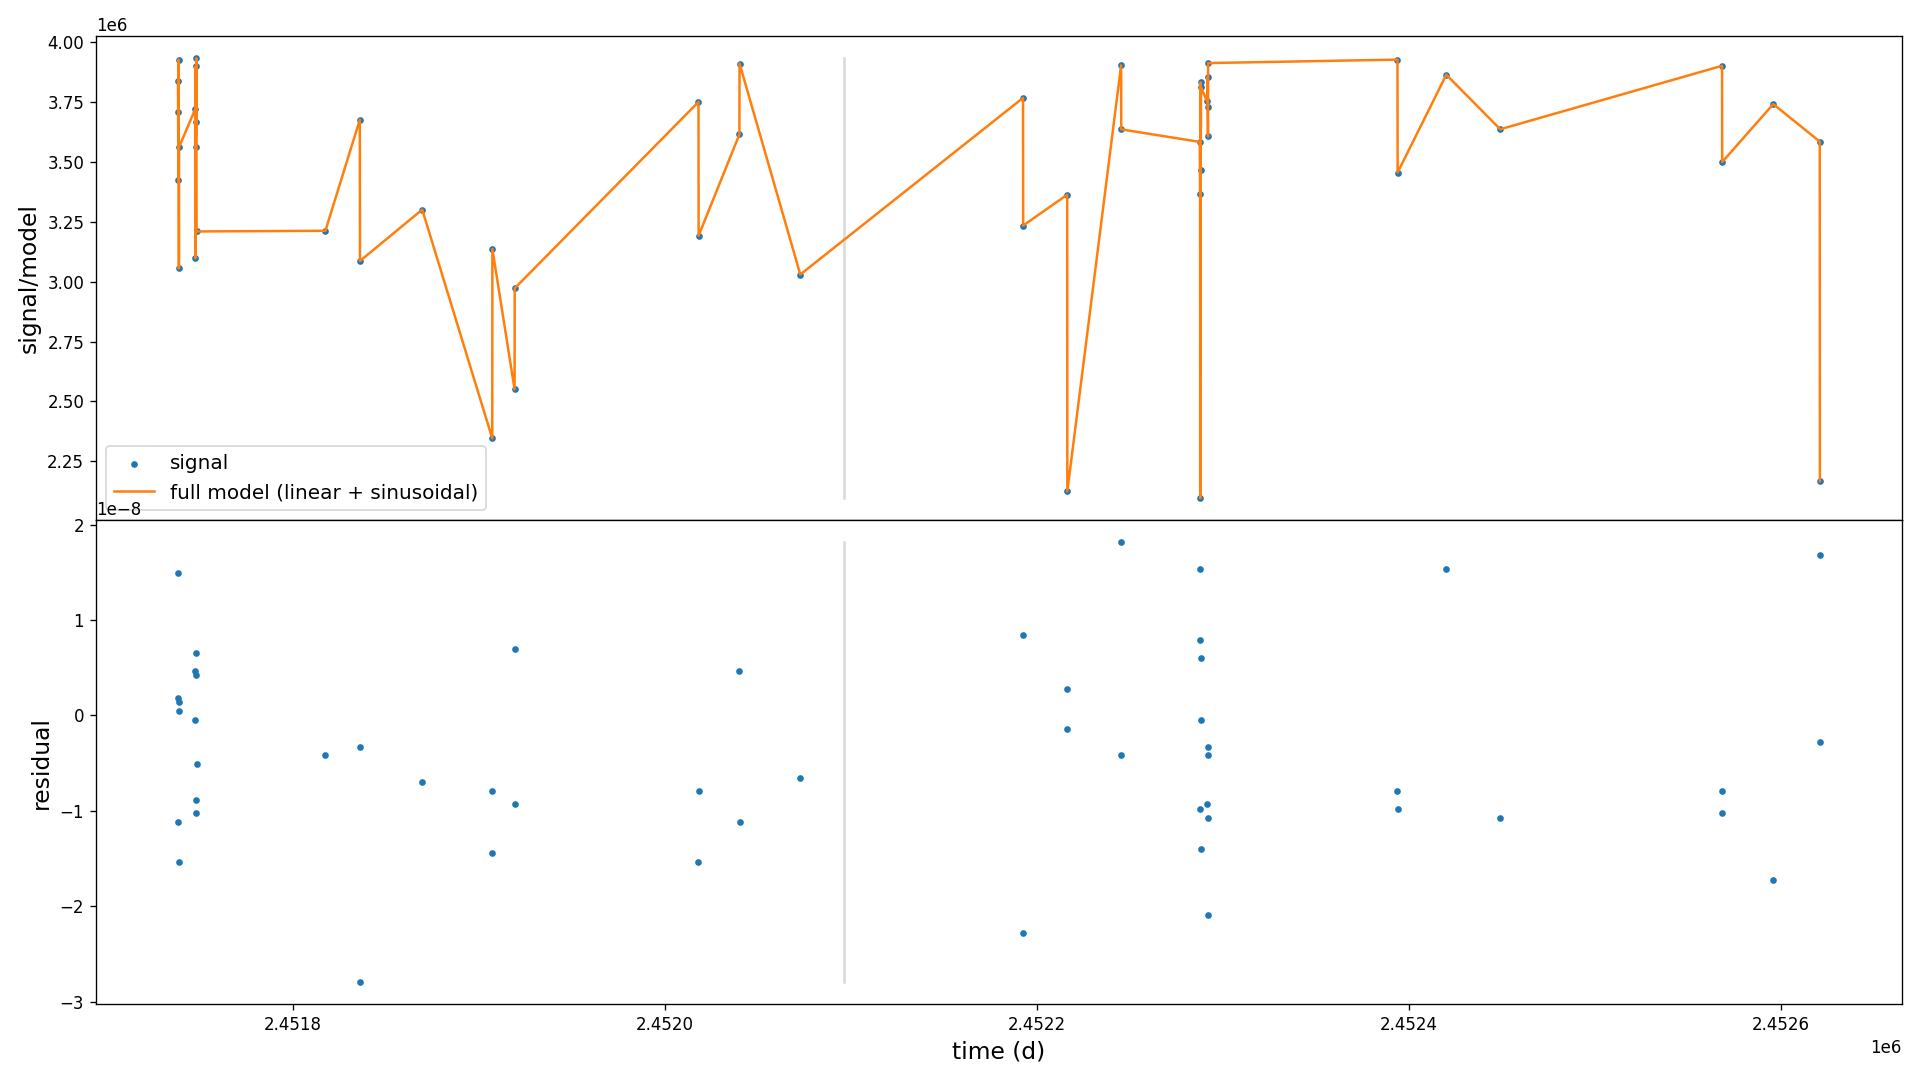 1e6
4.00
3.75
3.50
3.25
3.00
2.75
2.50
2.25
signal/model
signal
full model (linear + sinusoidal)
1e−8
2
1
0
−1
−2
−3
residual
2.4518
2.4520
2.4522
2.4524
2.4526
1e6
time (d)